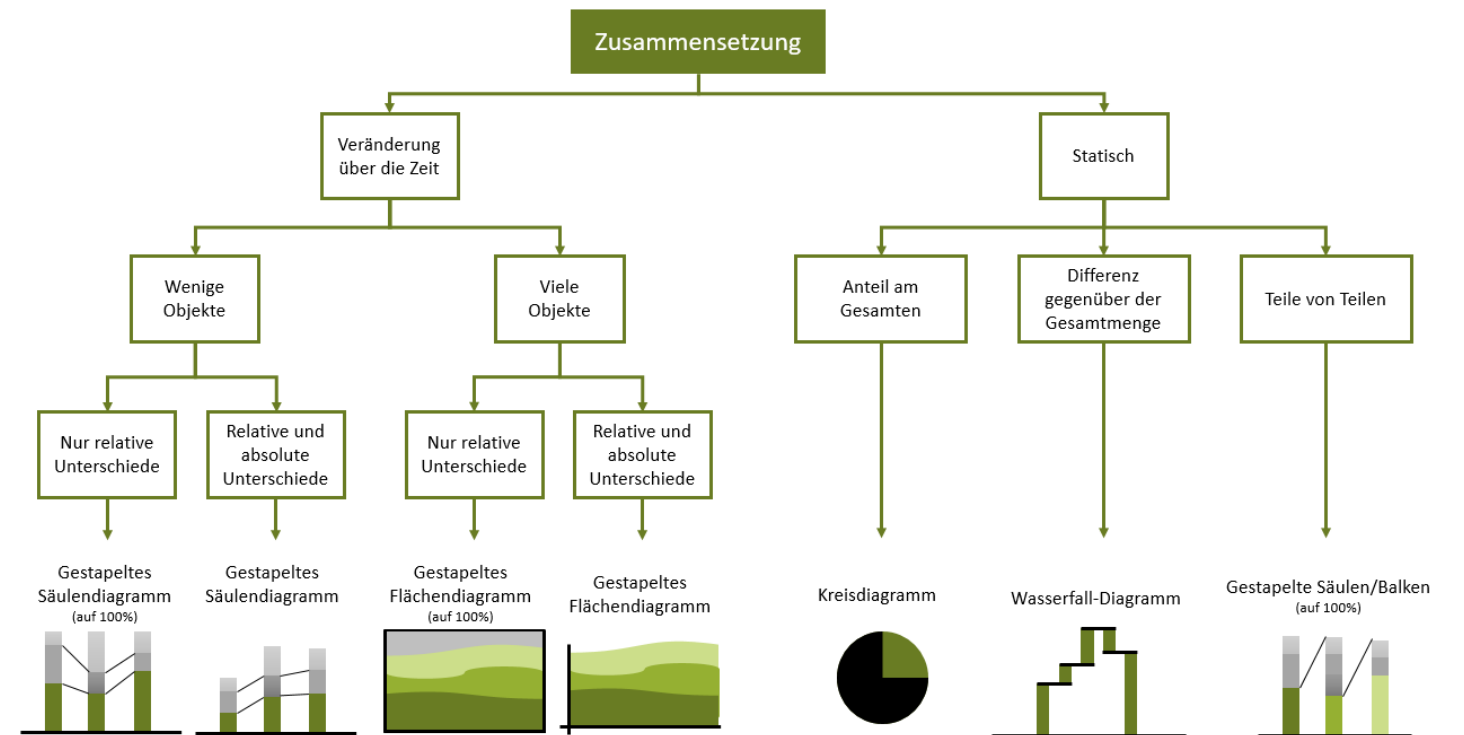 Zusammensetzung
Veränderung
über die Zeit
Statisch
Wenige
Objekte
Viele
Objekte
Anteil am
Gesamten
Differenz
gegenüber der
Gesamtmenge
Teile von Teilen
Nur relative
Unterschiede
Relative und
absolute
Unterschiede
Nur relative
Unterschiede
Relative und
absolute
Unterschiede
Gestapeltes
Säulendiagramm
(auf 100%)
Gestapeltes
Säulendiagramm
Gestapeltes
Flächendiagramm
(auf 100%)
Gestapeltes
Flächendiagramm
Kreisdiagramm
Wasserfall-Diagramm
Gestapelte Säulen/Balken
(auf 100%)